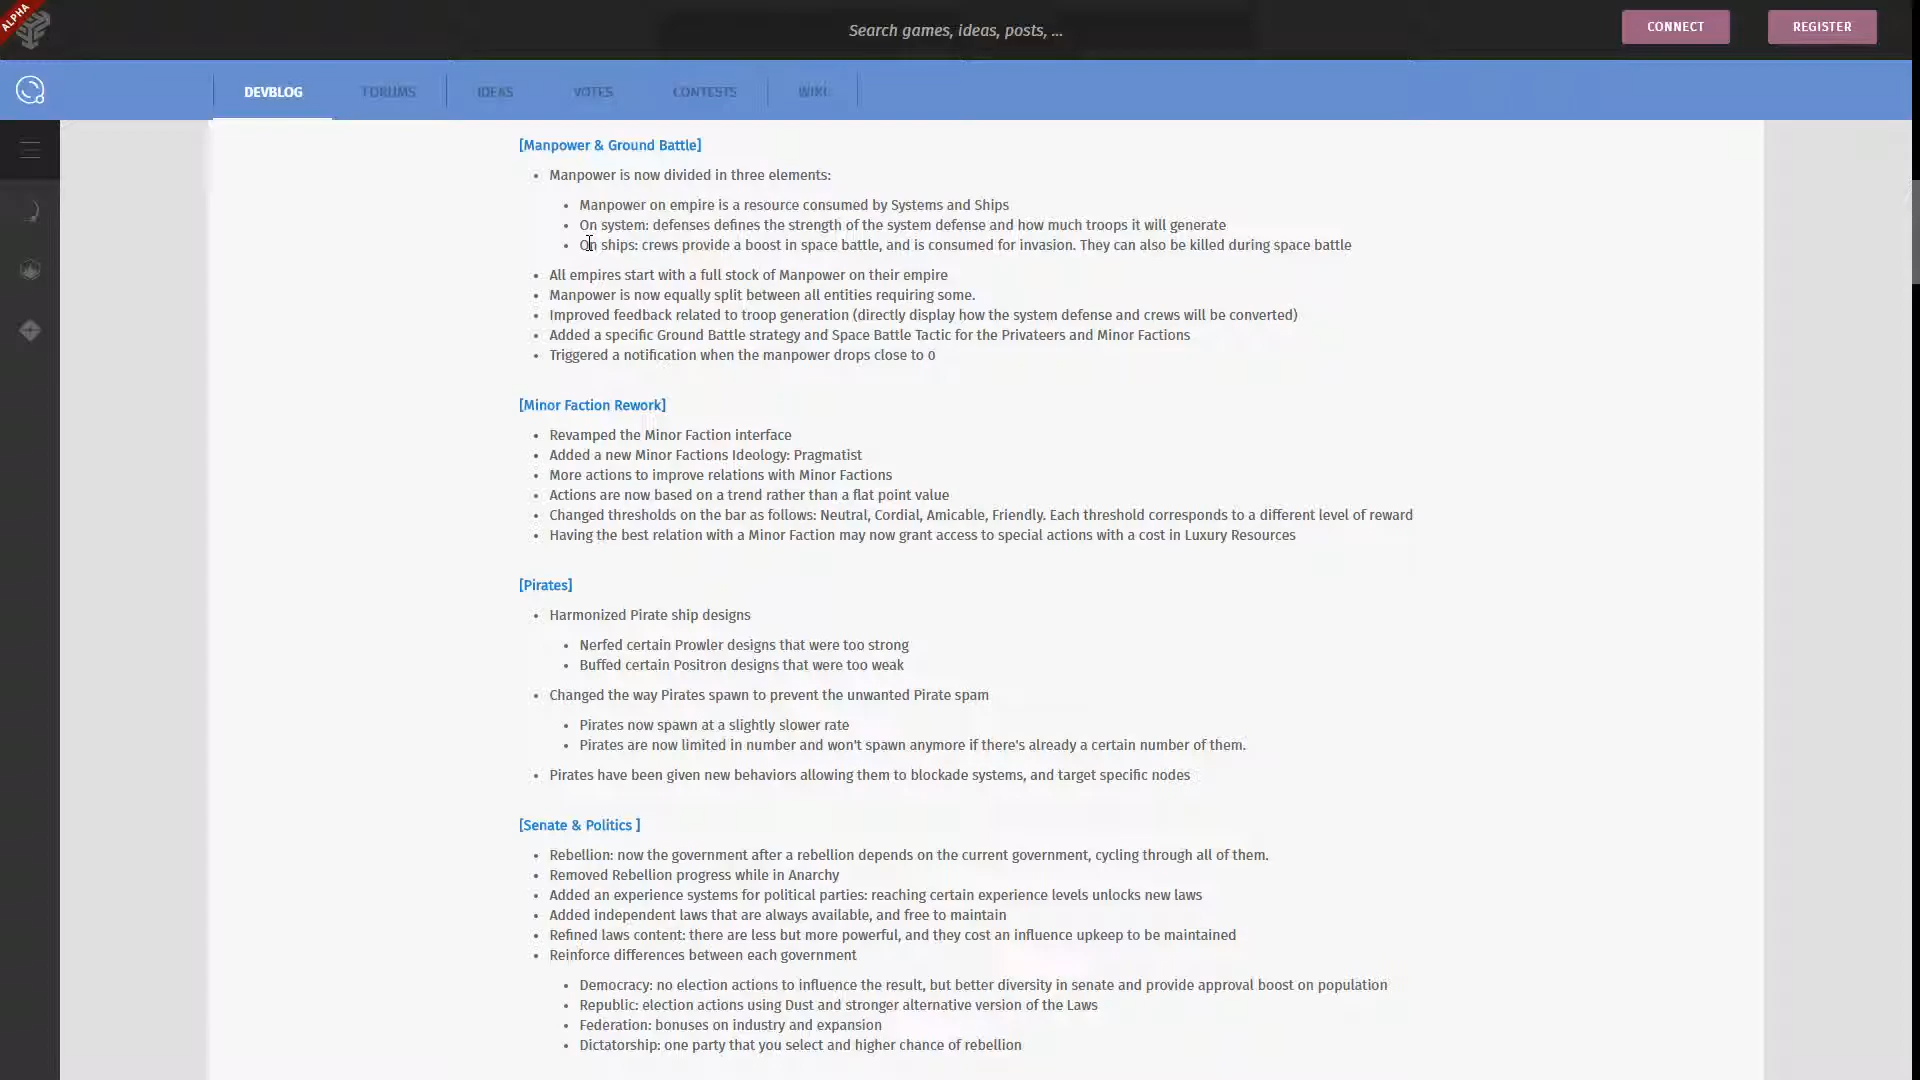 ALPHA
Search games, ideas, posts, ...
CONNECT
REGISTER
DEVBLOG
FORUMS
IDEAS
VOTES
CONTESTS
WIKI
[Manpower & Ground Battle]
Manpower is now divided in three elements:
Manpower on empire is a resource consumed by Systems and Ships
On system: defenses defines the strength of the system defense and how much troops it will generate
On ships: crews provide a boost in space battle, and is consumed for invasion. They can also be killed during space battle
All empires start with a full stock of Manpower on their empire
Manpower is now equally split between all entities requiring some.
Improved feedback related to troop generation (directly display how the system defense and crews will be converted)
Added a specific Ground Battle strategy and Space Battle Tactic for the Privateers and Minor Factions
Triggered a notification when the manpower drops close to 0
[Minor Faction Rework]
Revamped the Minor Faction interface
Added a new Minor Factions Ideology: Pragmatist
More actions to improve relations with Minor Factions
Actions are now based on a trend rather than a flat point value
Changed thresholds on the bar as follows: Neutral, Cordial, Amicable, Friendly. Each threshold corresponds to a different level of reward
Having the best relation with a Minor Faction may now grant access to special actions with a cost in Luxury Resources
[Pirates]
Harmonized Pirate ship designs
Nerfed certain Prowler designs that were too strong
Buffed certain Positron designs that were too weak
Changed the way Pirates spawn to prevent the unwanted Pirate spam
Pirates now spawn at a slightly slower rate
Pirates are now limited in number and won't spawn anymore if there's already a certain number of them.
Pirates have been given new behaviors allowing them to blockade systems, and target specific nodes
[Senate & Politics ]
Rebellion: now the government after a rebellion depends on the current government, cycling through all of them.
Removed Rebellion progress while in Anarchy
Added an experience systems for political parties: reaching certain experience levels unlocks new laws
Added independent laws that are always available, and free to maintain
Refined laws content: there are less but more powerful, and they cost an influence upkeep to be maintained
Reinforce differences between each government
Democracy: no election actions to influence the result, but better diversity in senate and provide approval boost on population
Republic: election actions using Dust and stronger alternative version of the Laws
Federation: bonuses on industry and expansion
Dictatorship: one party that you select and higher chance of rebellion